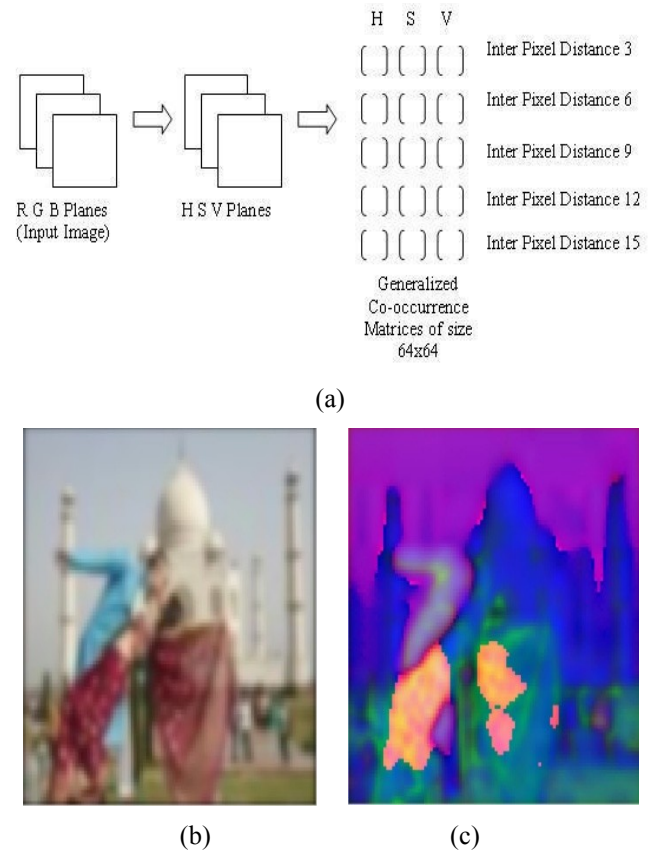 H S V
Inter Pixel Distance 3
Inter Pixel Distance 6
Inter Pixel Distance 9
Inter Pixel Distance 12
Inter Pixel Distance 15
R G B Planes
(Input Image)
H S V Planes
Generalized
Co-occurrence
Matrices of size
64x64
(a)
(b) (c)